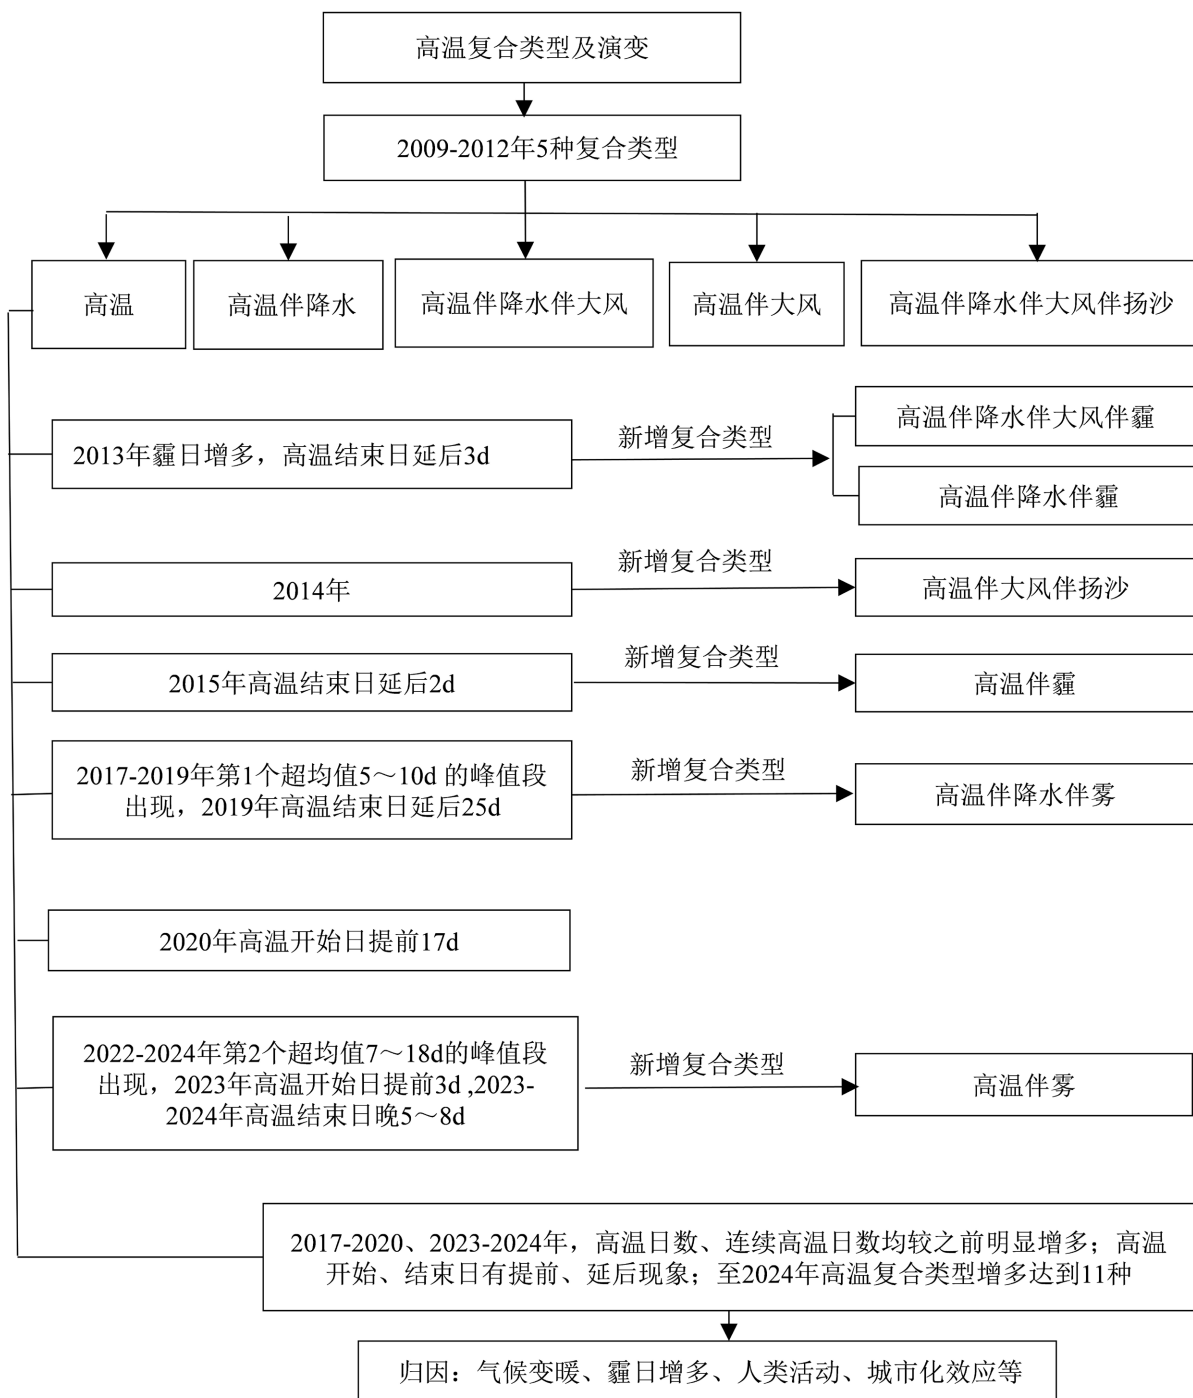 高温复合类型及演变
2009-2012年5种复合类型
高温
高温伴降水
高温伴降水伴大风
高温伴大风
高温伴降水伴大风伴扬沙
2013年霾日增多，高温结束日延后3d
新增复合类型
高温伴降水伴大风伴霾
高温伴降水伴霾
2014年
新增复合类型
高温伴大风伴扬沙
2015年高温结束日延后2d
新增复合类型
高温伴霾
2017-2019年第1个超均值5～10d 的峰值段
出现，2019年高温结束日延后25d
新增复合类型
高温伴降水伴雾
2020年高温开始日提前17d
2022-2024年第2个超均值7～18d的峰值段
出现，2023年高温开始日提前3d ,2023-
2024年高温结束日晚5～8d
新增复合类型
高温伴雾
2017-2020、2023-2024年，高温日数、连续高温日数均较之前明显增多；高温
开始、结束日有提前、延后现象；至2024年高温复合类型增多达到11种
归因：气候变暖、霾日增多、人类活动、城市化效应等